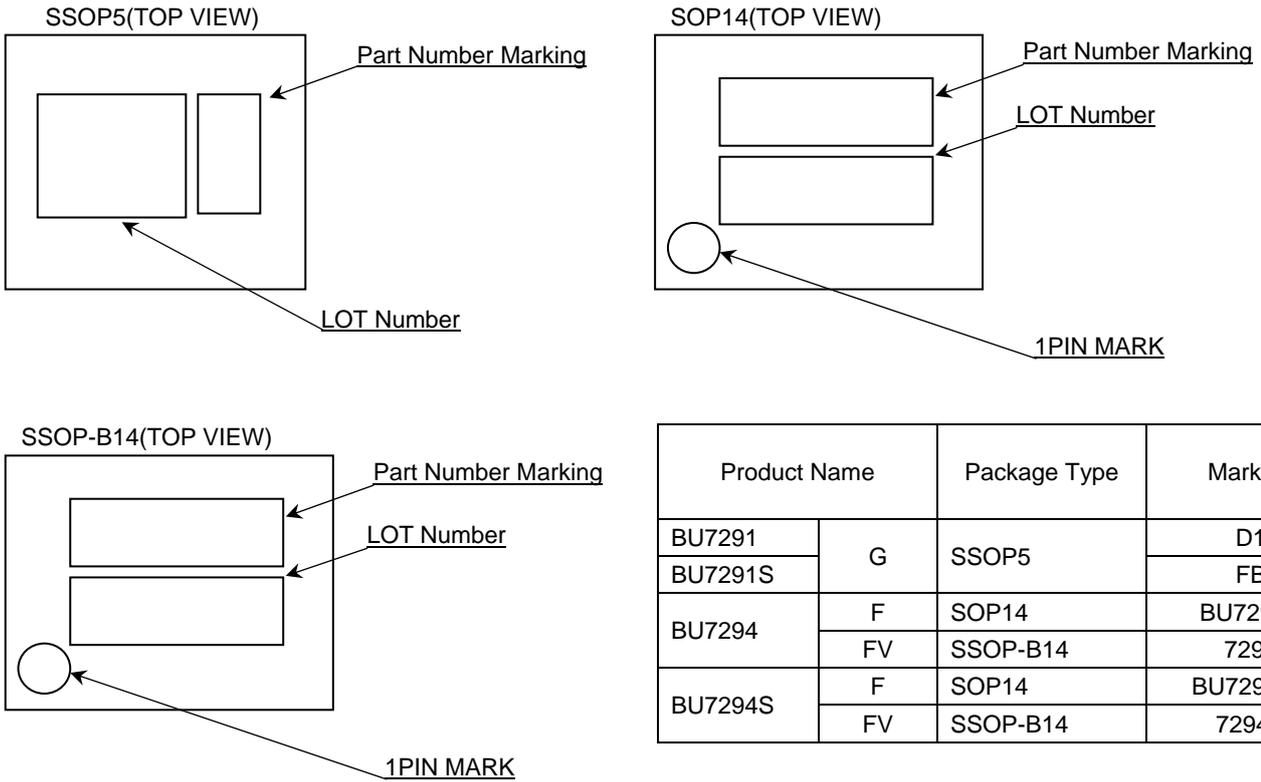 SSOP5(TOP VIEW)
Part Number Marking
LOT Number
SOP14(TOP VIEW)
Part Number Marking
LOT Number
1PIN MARK
SSOP-B14(TOP VIEW)
Part Number Marking
LOT Number
1PIN MARK
Product Name Package Type
BU7291 G SSOP5 D1
BU7291S
BU7294 F SOP14
FV SSOP-B14
BU7294S F SOP14
FV SSOP-B14